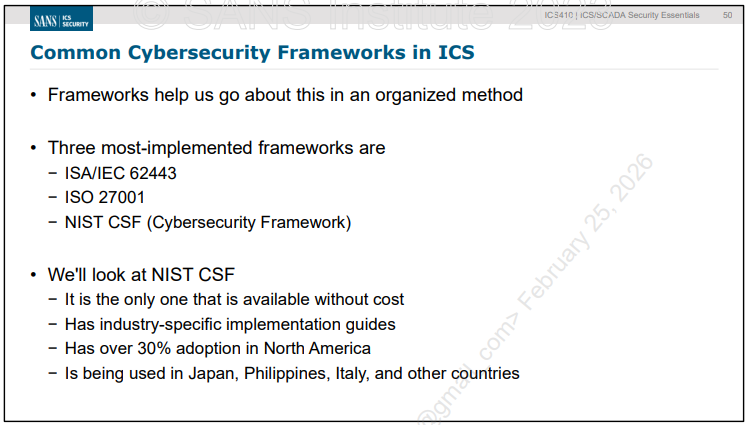 © SANS Institute 2026
SANS | ICS SECURITY
ICS410 | ICS/SCADA Security Essentials 50
Common Cybersecurity Frameworks in ICS
• Frameworks help us go about this in an organized method
• Three most-implemented frameworks are
− ISA/IEC 62443
− ISO 27001
− NIST CSF (Cybersecurity Framework)
• We'll look at NIST CSF
− It is the only one that is available without cost
− Has industry-specific implementation guides
− Has over 30% adoption in North America
− Is being used in Japan, Philippines, Italy, and other countries
@gmail.com> February 25, 2026